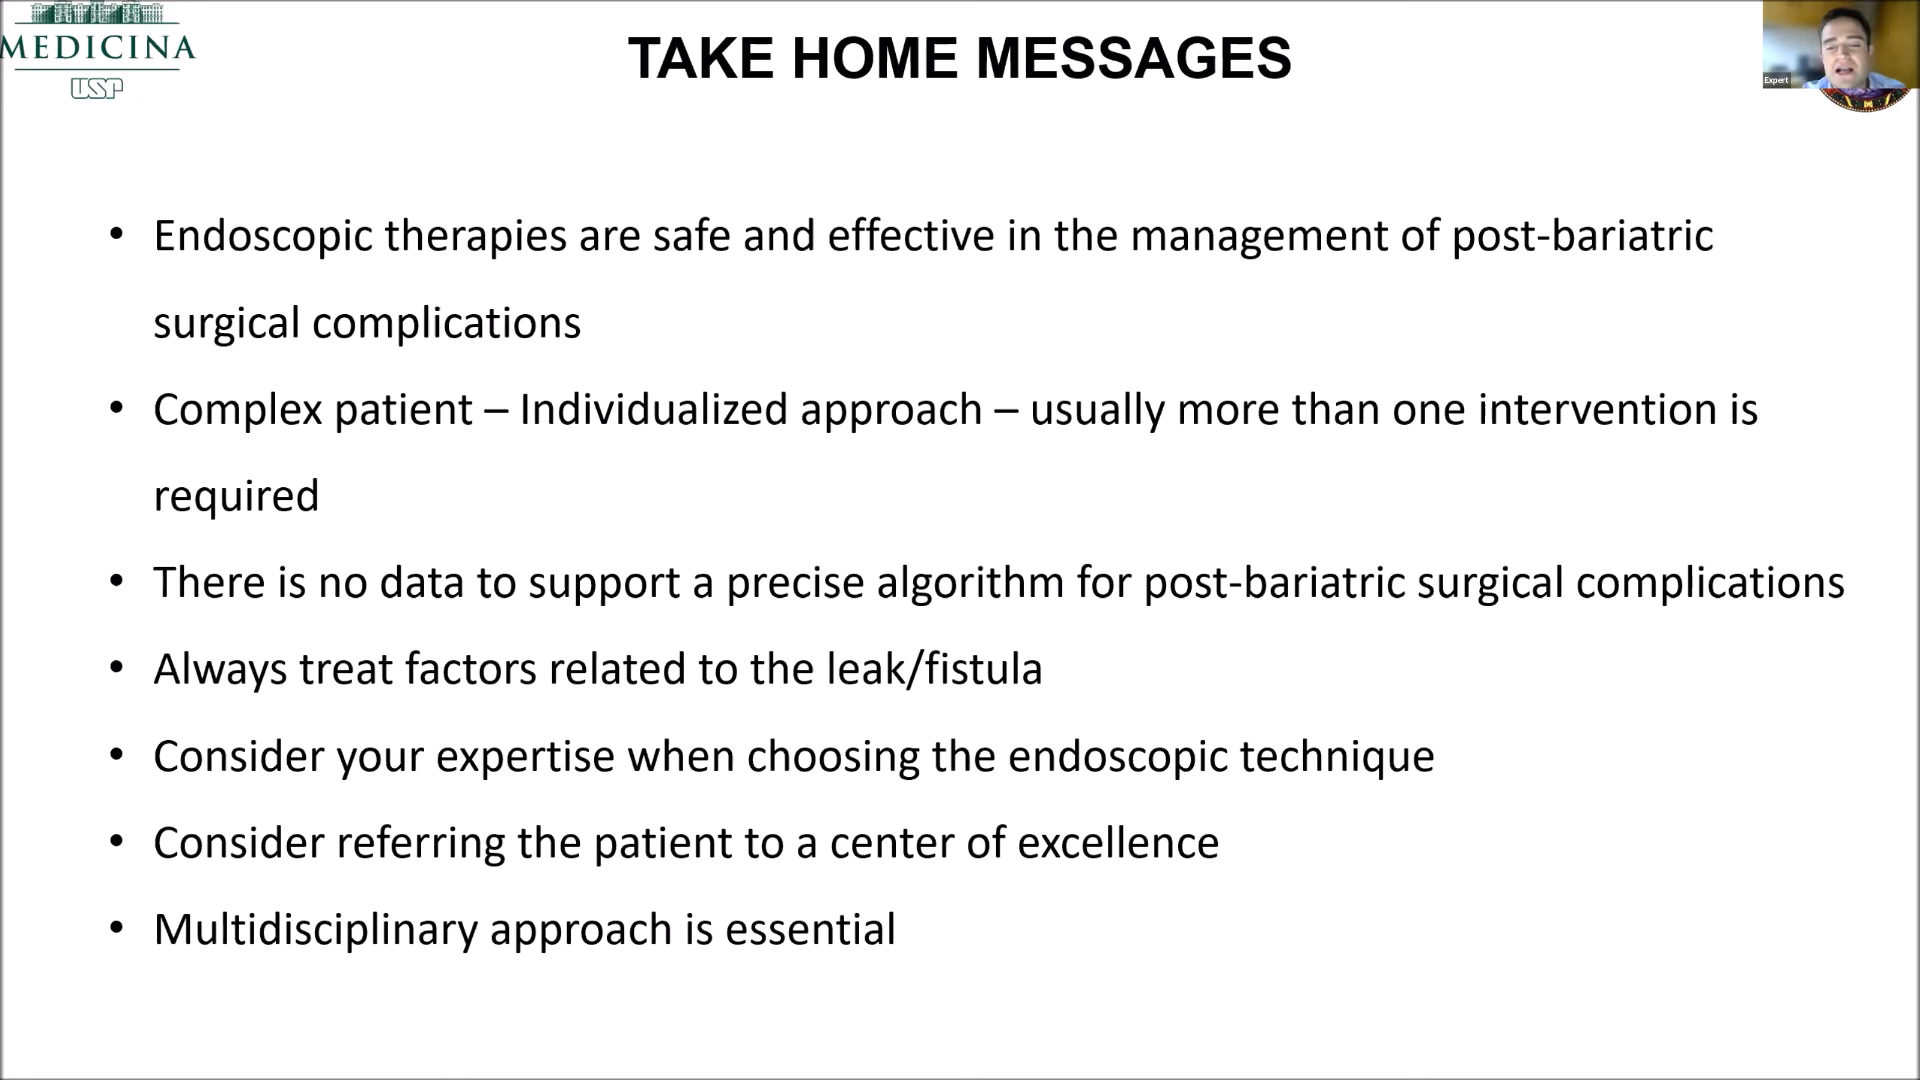 MEDICINA
USP
TAKE HOME MESSAGES
Expert
• Endoscopic therapies are safe and effective in the management of post-bariatric
surgical complications
• Complex patient – Individualized approach – usually more than one intervention is
required
• There is no data to support a precise algorithm for post-bariatric surgical complications
• Always treat factors related to the leak/fistula
• Consider your expertise when choosing the endoscopic technique
• Consider referring the patient to a center of excellence
• Multidisciplinary approach is essential